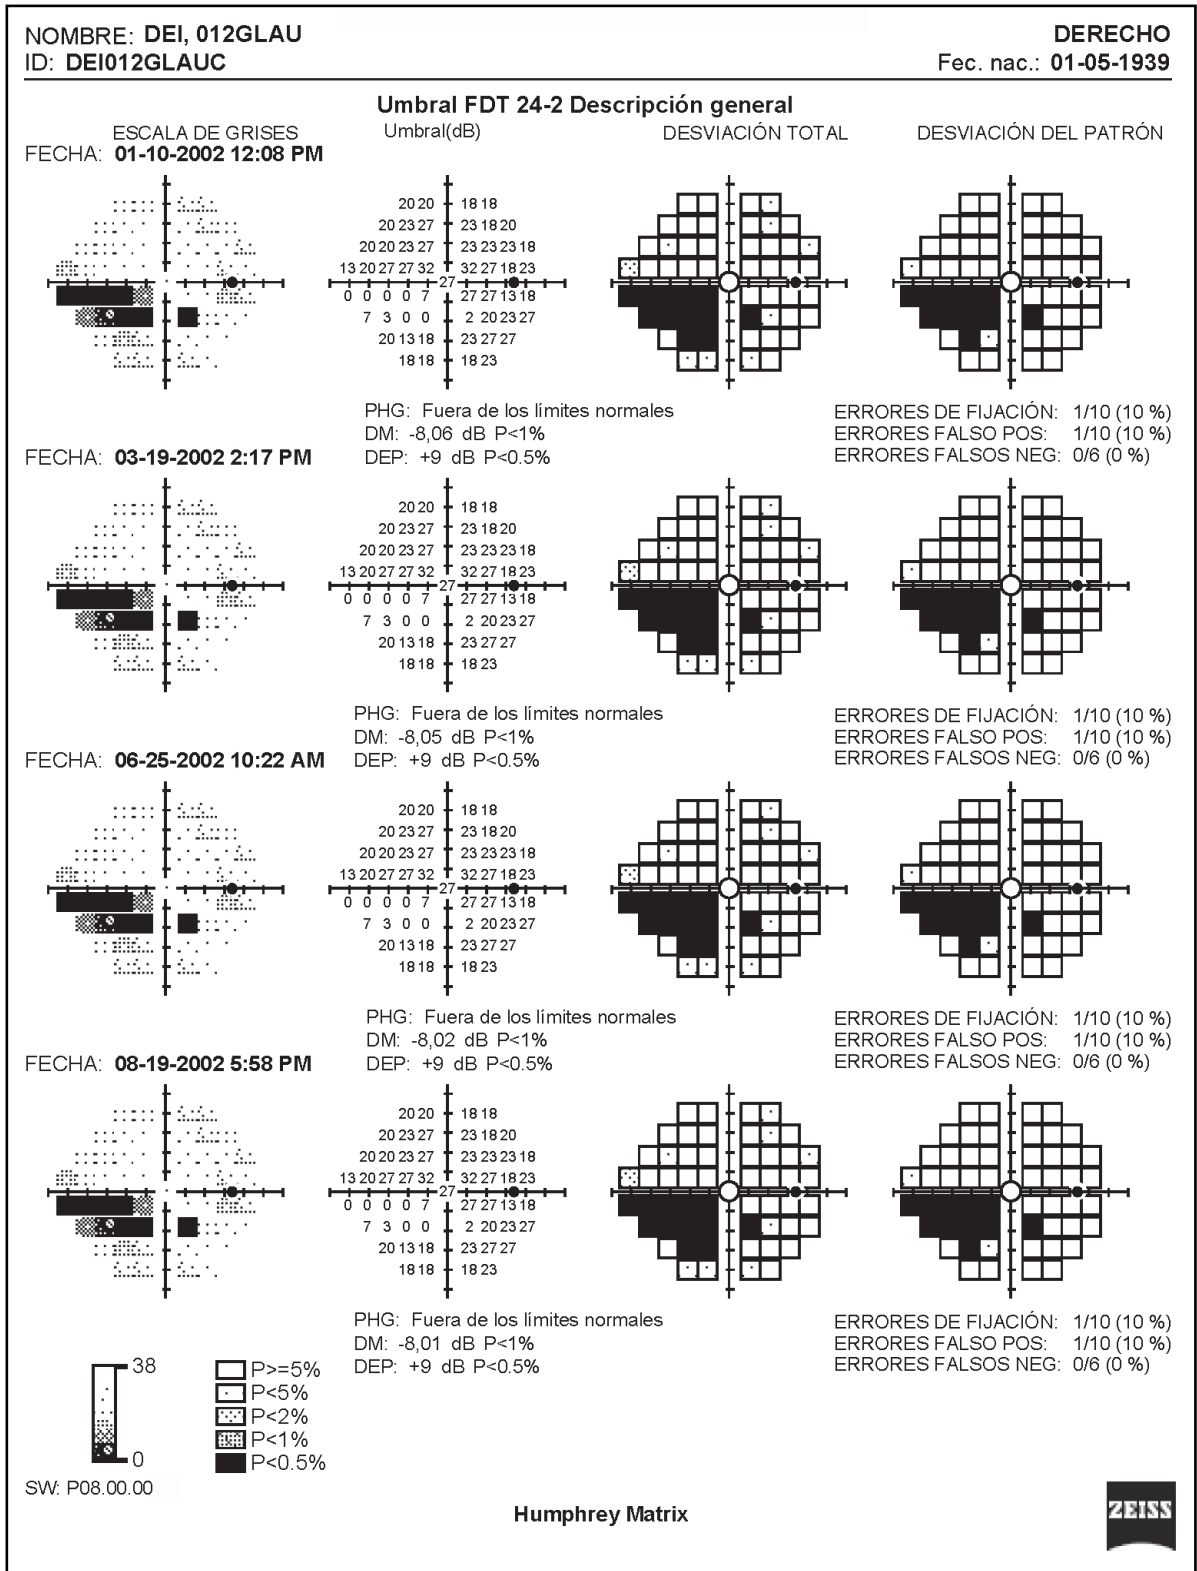 NOMBRE: DEI, 012GLAU DERECHO
ID: DEI012GLAUC Fec. nac.: 01-05-1939
Umbral FDT 24-2 Descripción general
ESCALA DE GRISES Umbral(dB) DESVIACIÓN TOTAL DESVIACIÓN DEL PATRÓN
FECHA: 01-10-2002 12:08 PM
20 20 18 18
20 23 27 23 18 20
20 20 23 27 23 23 23 18
13 20 27 27 32 32 27 18 23
27
0 0 0 0 7 27 27 13 18
7 3 0 0 2 20 23 27
20 13 18 23 27 27
18 18 18 23
PHG: Fuera de los límites normales ERRORES DE FIJACIÓN: 1/10 (10 %)
DM: -8,06 dB P<1% ERRORES FALSO POS: 1/10 (10 %)
FECHA: 03-19-2002 2:17 PM DEP: +9 dB P<0.5% ERRORES FALSOS NEG: 0/6 (0 %)
20 20 18 18
20 23 27 23 18 20
20 20 23 27 23 23 23 18
13 20 27 27 32 32 27 18 23
27
0 0 0 0 7 27 27 13 18
7 3 0 0 2 20 23 27
20 13 18 23 27 27
18 18 18 23
PHG: Fuera de los límites normales ERRORES DE FIJACIÓN: 1/10 (10 %)
DM: -8,05 dB P<1% ERRORES FALSO POS: 1/10 (10 %)
FECHA: 06-25-2002 10:22 AM DEP: +9 dB P<0.5% ERRORES FALSOS NEG: 0/6 (0 %)
20 20 18 18
20 23 27 23 18 20
20 20 23 27 23 23 23 18
13 20 27 27 32 32 27 18 23
27
0 0 0 0 7 27 27 13 18
7 3 0 0 2 20 23 27
20 13 18 23 27 27
18 18 18 23
PHG: Fuera de los límites normales ERRORES DE FIJACIÓN: 1/10 (10 %)
DM: -8,02 dB P<1% ERRORES FALSO POS: 1/10 (10 %)
FECHA: 08-19-2002 5:58 PM DEP: +9 dB P<0.5% ERRORES FALSOS NEG: 0/6 (0 %)
20 20 18 18
20 23 27 23 18 20
20 20 23 27 23 23 23 18
13 20 27 27 32 32 27 18 23
27
0 0 0 0 7 27 27 13 18
7 3 0 0 2 20 23 27
20 13 18 23 27 27
18 18 18 23
PHG: Fuera de los límites normales ERRORES DE FIJACIÓN: 1/10 (10 %)
DM: -8,01 dB P<1% ERRORES FALSO POS: 1/10 (10 %)
DEP: +9 dB P<0.5% ERRORES FALSOS NEG: 0/6 (0 %)
38 P>=5%
P<5%
P<2%
P<1%
0 P<0.5%
SW: P08.00.00
Humphrey Matrix
ZEISS